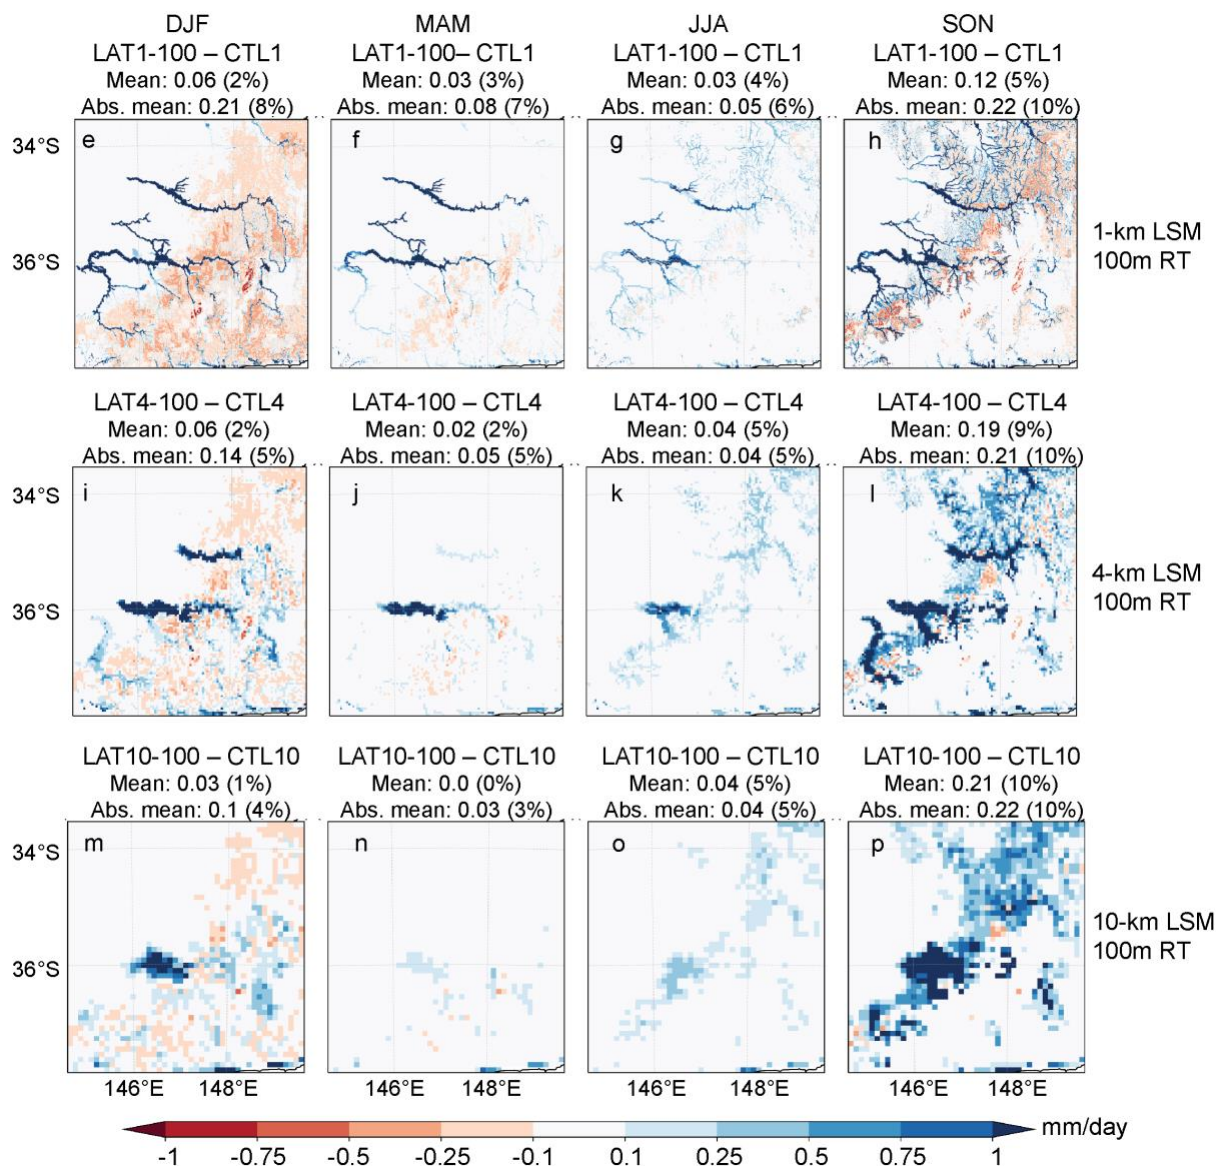 DJF MAM JJA SON
LAT1-100 – CTL1 LAT1-100– CTL1 LAT1-100 – CTL1 LAT1-100 – CTL1
Mean: 0.06 (2%) Mean: 0.03 (3%) Mean: 0.03 (4%) Mean: 0.12 (5%)
Abs. mean: 0.21 (8%) Abs. mean: 0.08 (7%) Abs. mean: 0.05 (6%) Abs. mean: 0.22 (10%)
34°S e f g h
1-km LSM
100m RT
36°S
LAT4-100 – CTL4 LAT4-100 – CTL4 LAT4-100 – CTL4 LAT4-100 – CTL4
Mean: 0.06 (2%) Mean: 0.02 (2%) Mean: 0.04 (5%) Mean: 0.19 (9%)
Abs. mean: 0.14 (5%) Abs. mean: 0.05 (5%) Abs. mean: 0.04 (5%) Abs. mean: 0.21 (10%)
34°S i j k l
4-km LSM
100m RT
36°S
LAT10-100 – CTL10 LAT10-100 – CTL10 LAT10-100 – CTL10 LAT10-100 – CTL10
Mean: 0.03 (1%) Mean: 0.0 (0%) Mean: 0.04 (5%) Mean: 0.21 (10%)
Abs. mean: 0.1 (4%) Abs. mean: 0.03 (3%) Abs. mean: 0.04 (5%) Abs. mean: 0.22 (10%)
34°S m n o p
10-km LSM
100m RT
36°S
146°E 148°E 146°E 148°E 146°E 148°E 146°E 148°E
mm/day
-1 -0.75 -0.5 -0.25 -0.1 0.1 0.25 0.5 0.75 1